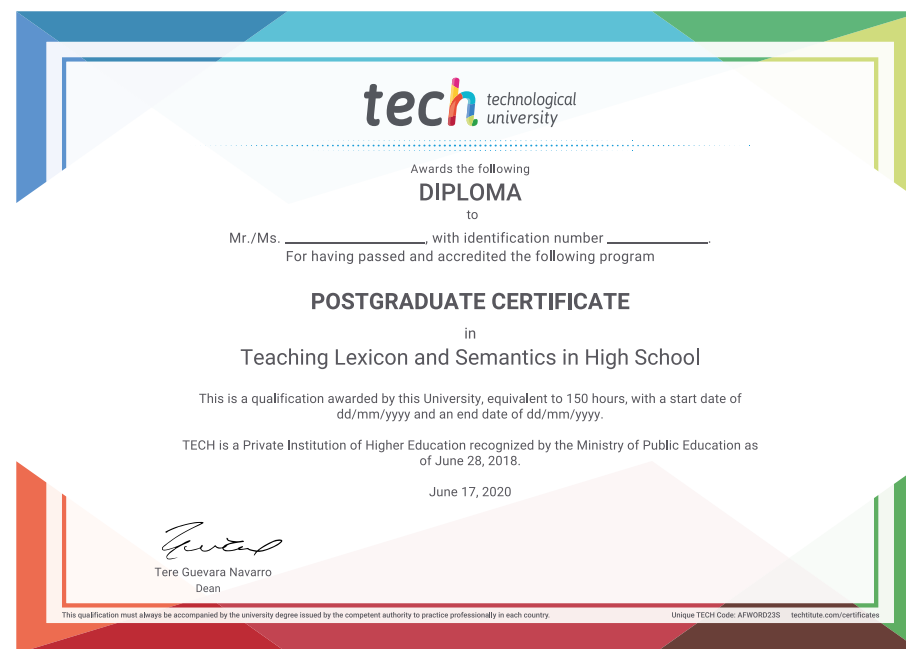 tech technological
university
Awards the following
DIPLOMA
to
Mr./Ms. ____________________, with identification number ______________.
For having passed and accredited the following program
POSTGRADUATE CERTIFICATE
in
Teaching Lexicon and Semantics in High School
This is a qualification awarded by this University, equivalent to 150 hours, with a start date of
dd/mm/yyyy and an end date of dd/mm/yyyy.
TECH is a Private Institution of Higher Education recognized by the Ministry of Public Education as
of June 28, 2018.
June 17, 2020
Tere Guevara Navarro
Dean
This qualification must always be accompanied by the university degree issued by the competent authority to practice professionally in each country. Unique TECH Code: AFWORD23S techtitute.com/certificates